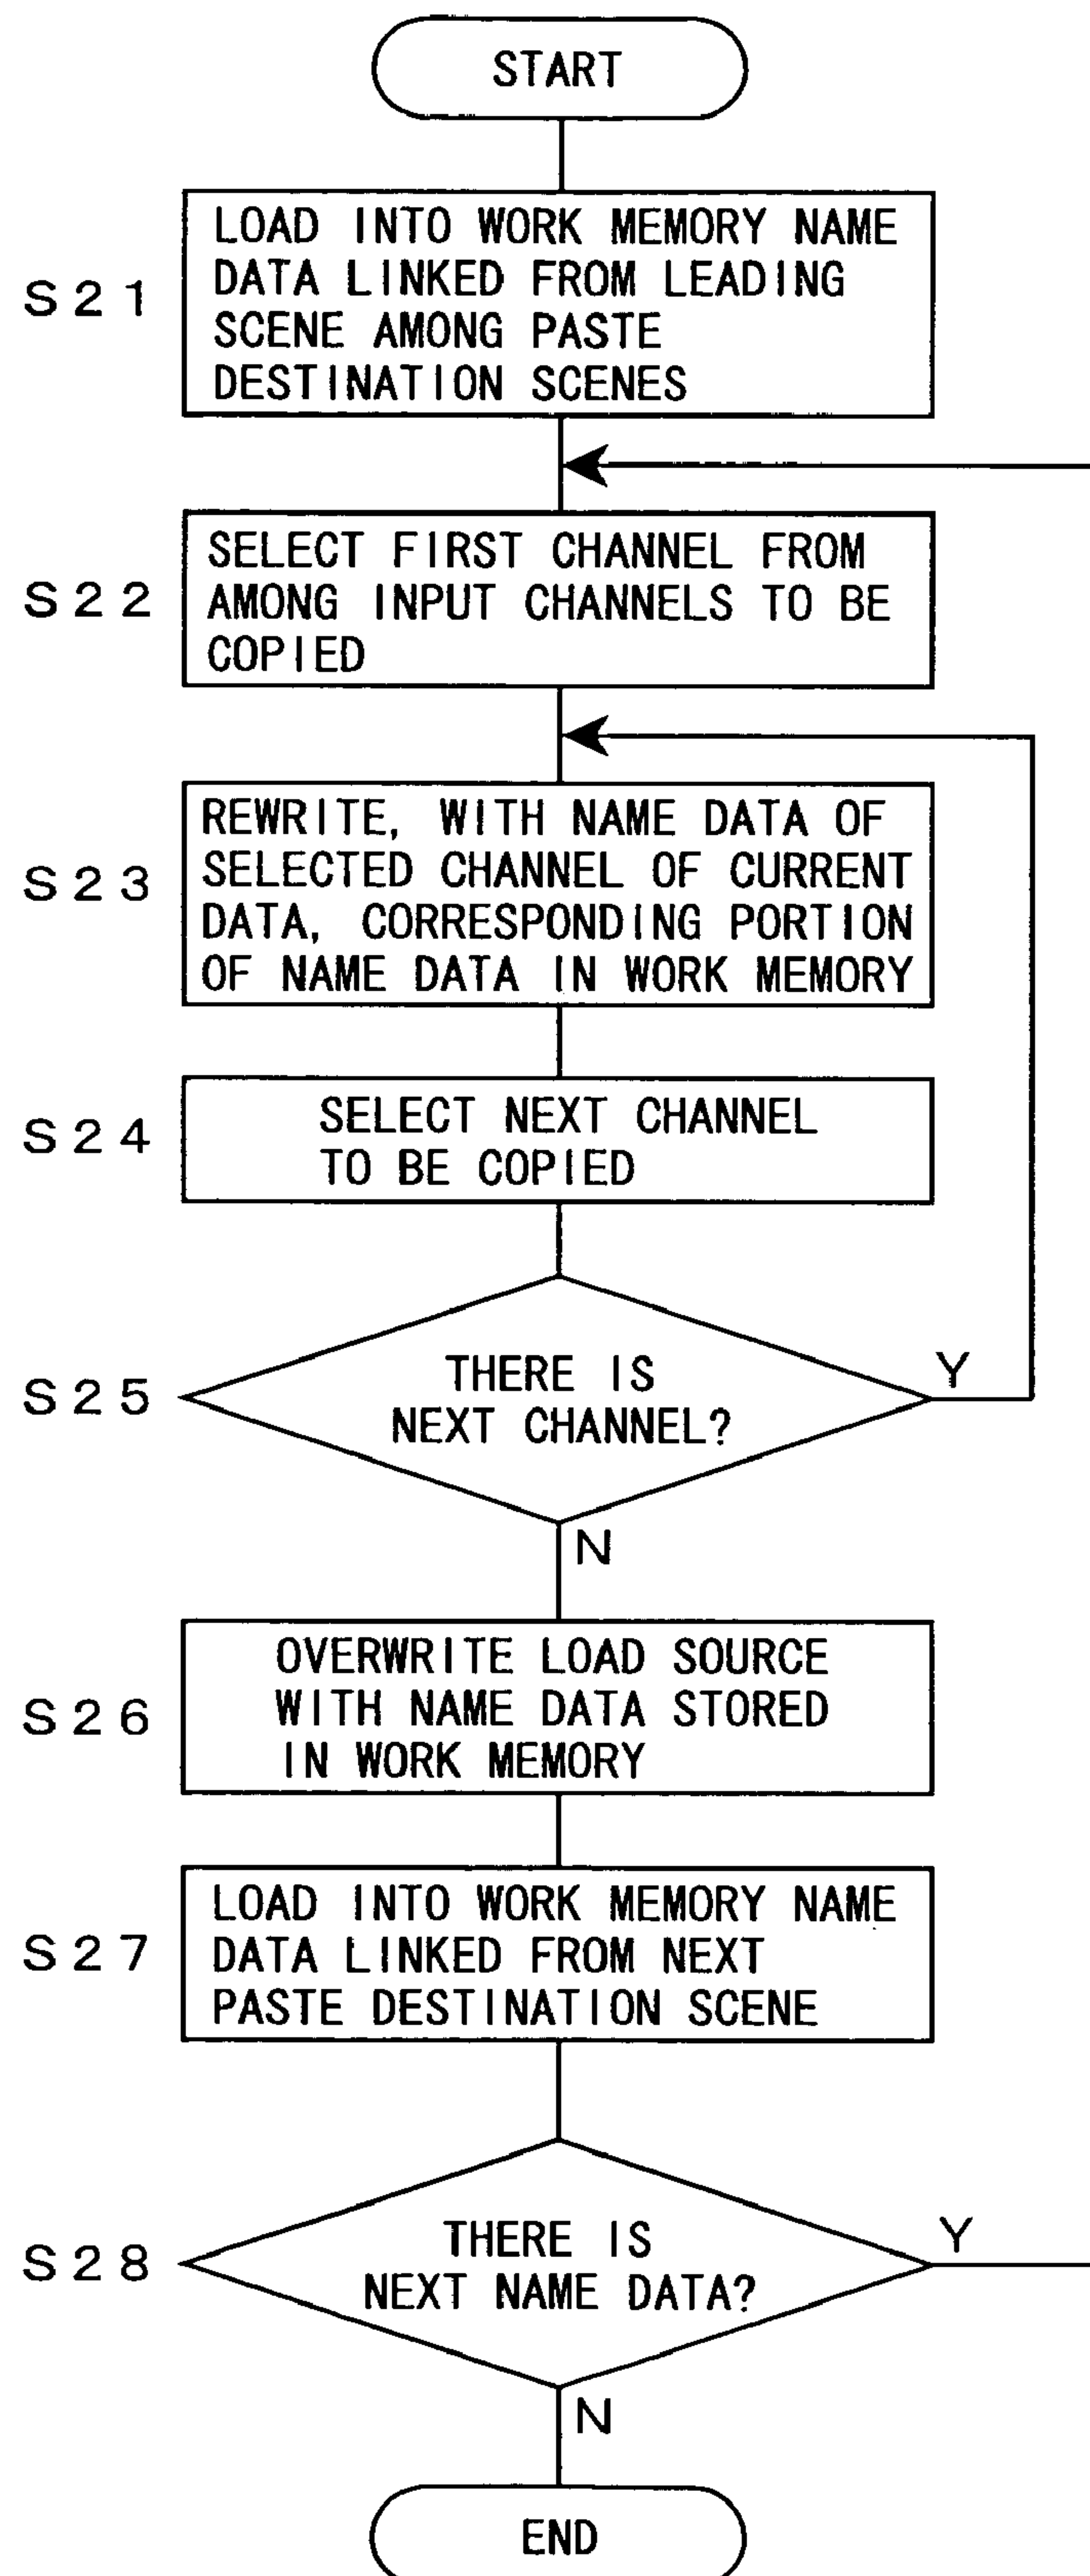 START
S21
LOAD INTO WORK MEMORY NAME
DATA LINKED FROM LEADING
SCENE AMONG PASTE
DESTINATION SCENES
S22
SELECT FIRST CHANNEL FROM
AMONG INPUT CHANNELS TO BE
COPIED
S23
REWRITE, WITH NAME DATA OF
SELECTED CHANNEL OF CURRENT
DATA, CORRESPONDING PORTION
OF NAME DATA IN WORK MEMORY
S24
SELECT NEXT CHANNEL
TO BE COPIED
S25
THERE IS
NEXT CHANNEL?
Y
N
S26
OVERWRITE LOAD SOURCE
WITH NAME DATA STORED
IN WORK MEMORY
S27
LOAD INTO WORK MEMORY NAME
DATA LINKED FROM NEXT
PASTE DESTINATION SCENE
S28
THERE IS
NEXT NAME DATA?
Y
N
END